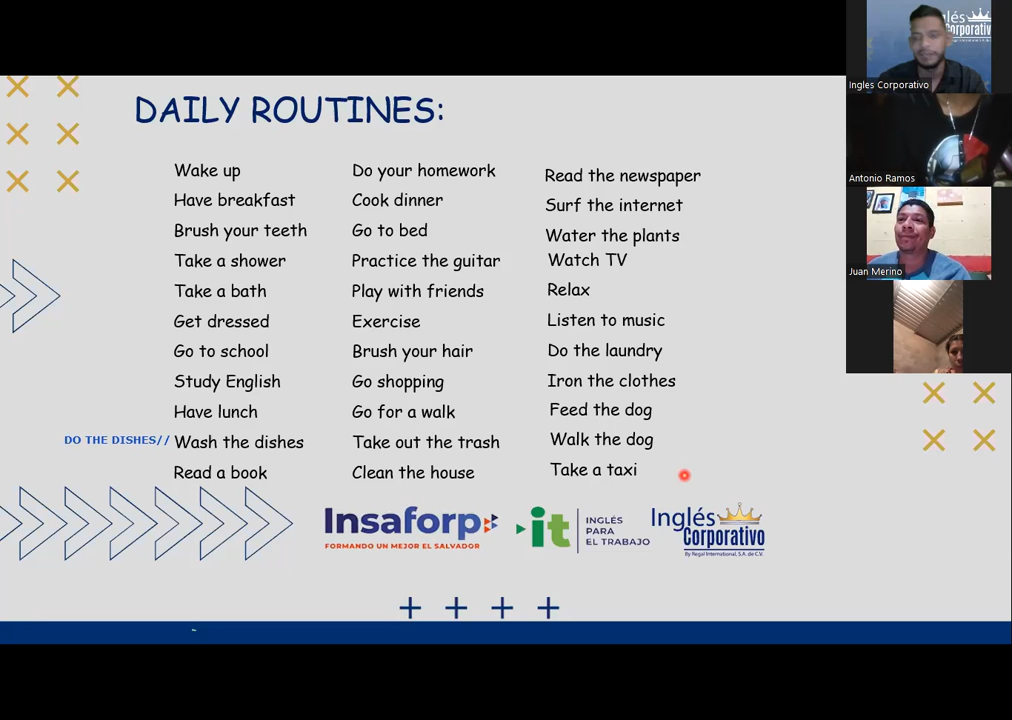 DAILY ROUTINES:
Wake up
Have breakfast
Brush your teeth
Take a shower
Take a bath
Get dressed
Go to school
Study English
Have lunch
DO THE DISHES// Wash the dishes
Read a book
Do your homework
Cook dinner
Go to bed
Practice the guitar
Play with friends
Exercise
Brush your hair
Go shopping
Go for a walk
Take out the trash
Clean the house
Read the newspaper
Surf the internet
Water the plants
Watch TV
Relax
Listen to music
Do the laundry
Iron the clothes
Feed the dog
Walk the dog
Take a taxi
Insaforp
FORMANDO UN MEJOR EL SALVADOR
it
INGLÉS
PARA
EL TRABAJO
Inglés
Corporativo
By Regal International, S.A. de C.V.
lés
orporativo
Ingles Corporativo
Antonio Ramos
Juan Merino